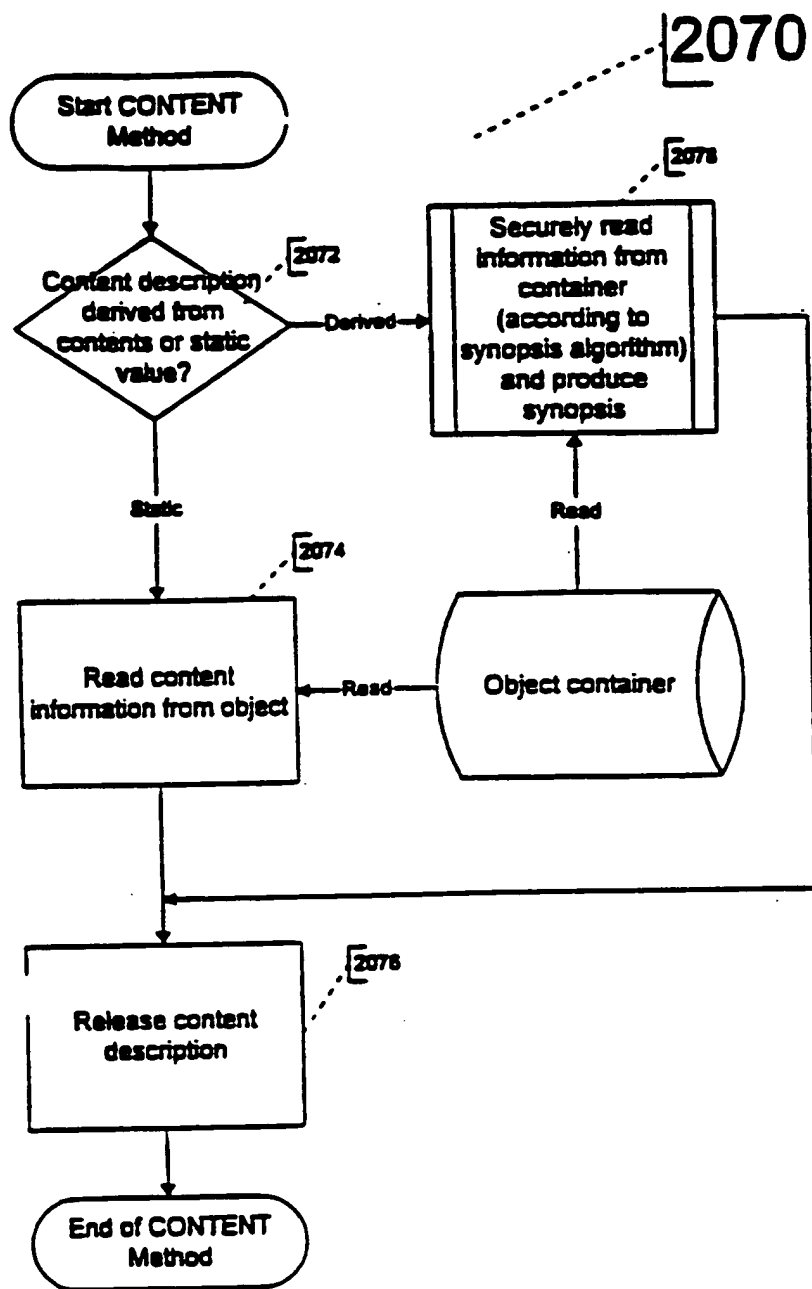 2070
Start CONTENT
Method
2078
2072
Content description
derived from
contents or static
value?
Derived
Securely read
information from
container
(according to
synopsis algorithm)
and produce
synopsis
Static
Read
2074
Read content
information from object
Read
Object container
2076
Release content
description
End of CONTENT
Method